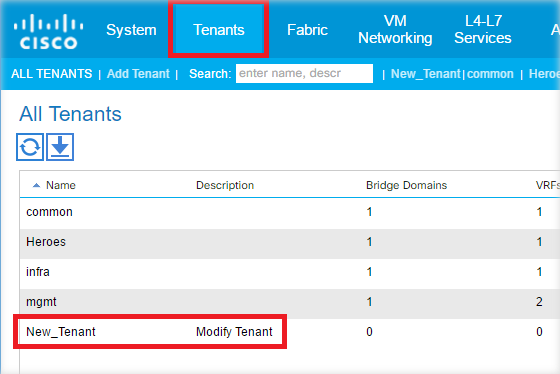 CISCO System Tenants Fabric VM Networking L4-L7 Services A
ALL TENANTS | Add Tenant | Search: enter name, descr | New_Tenant | common | Heroes
All Tenants
Name Description Bridge Domains VRFs
common 1 1
Heroes 1 1
infra 1 1
mgmt 1 2
New_Tenant Modify Tenant 0 0